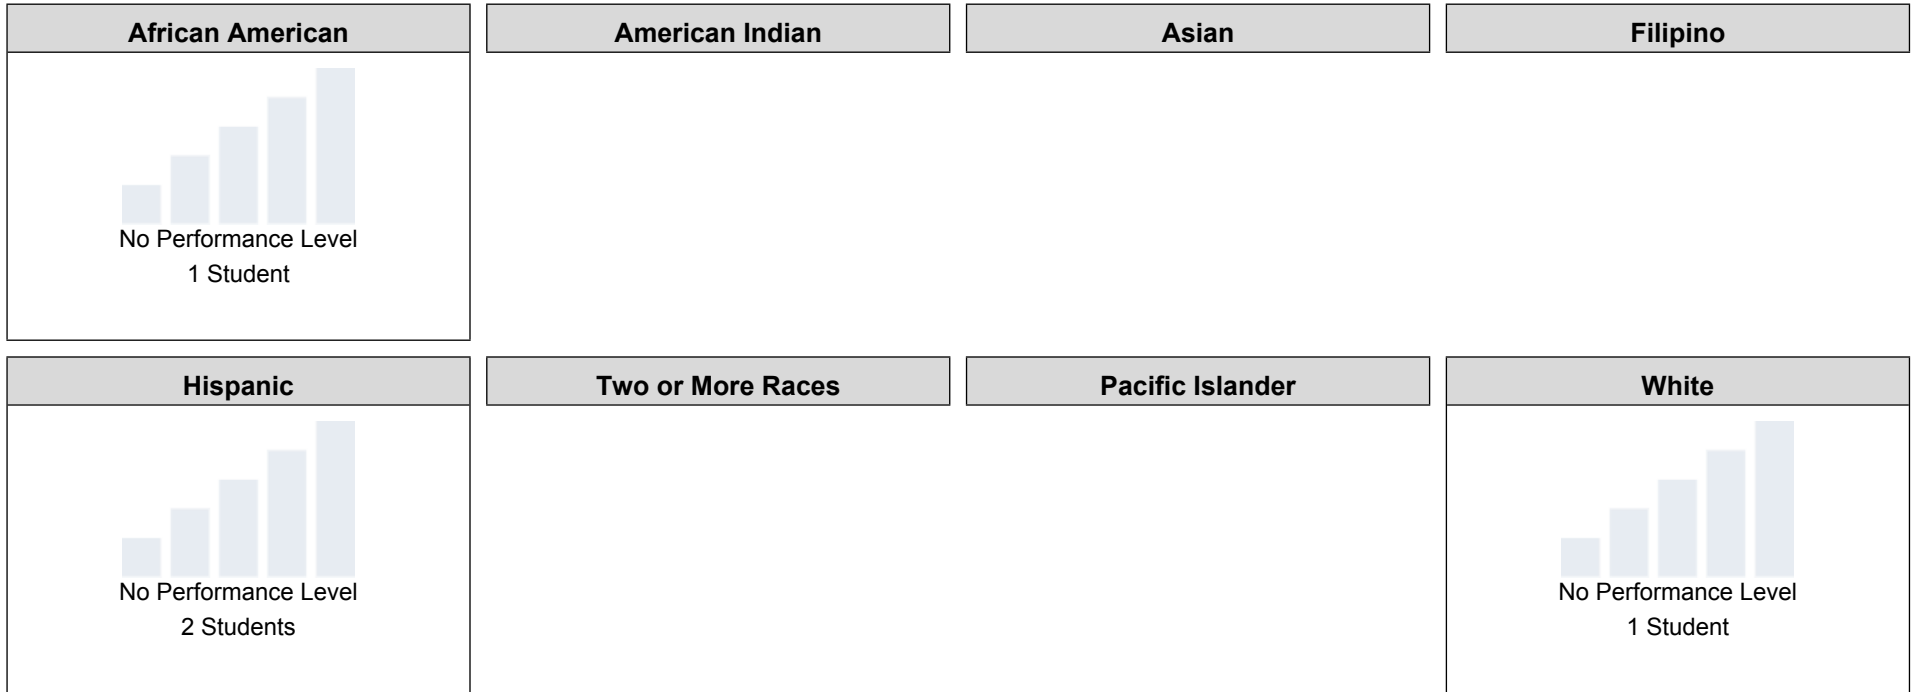 African American
American Indian
Asian
Filipino
No Performance Level
1 Student
Hispanic
Two or More Races
Pacific Islander
White
No Performance Level
2 Students
No Performance Level
1 Student